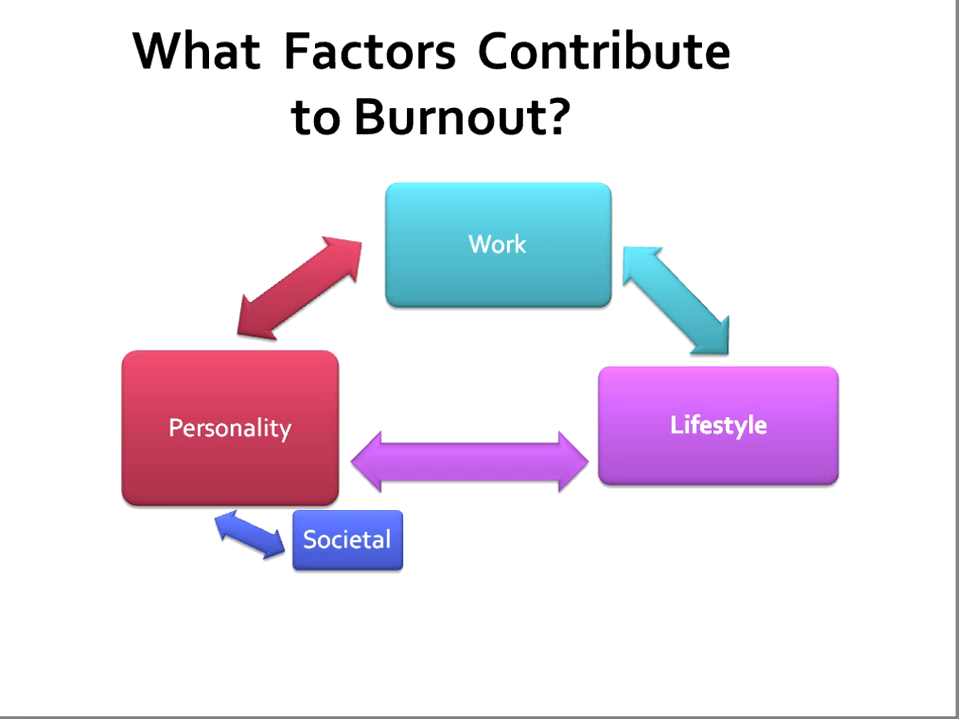 What Factors Contribute
to Burnout?
Work
Personality
Lifestyle
Societal